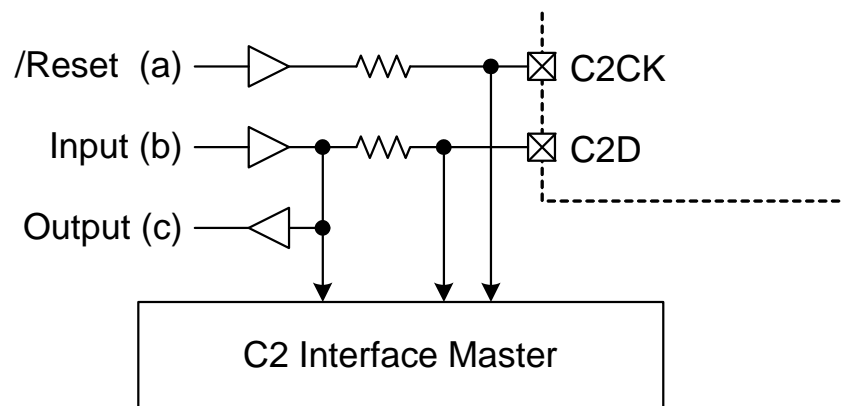 /Reset (a)
C2CK
Input (b)
C2D
Output (c)
C2 Interface Master